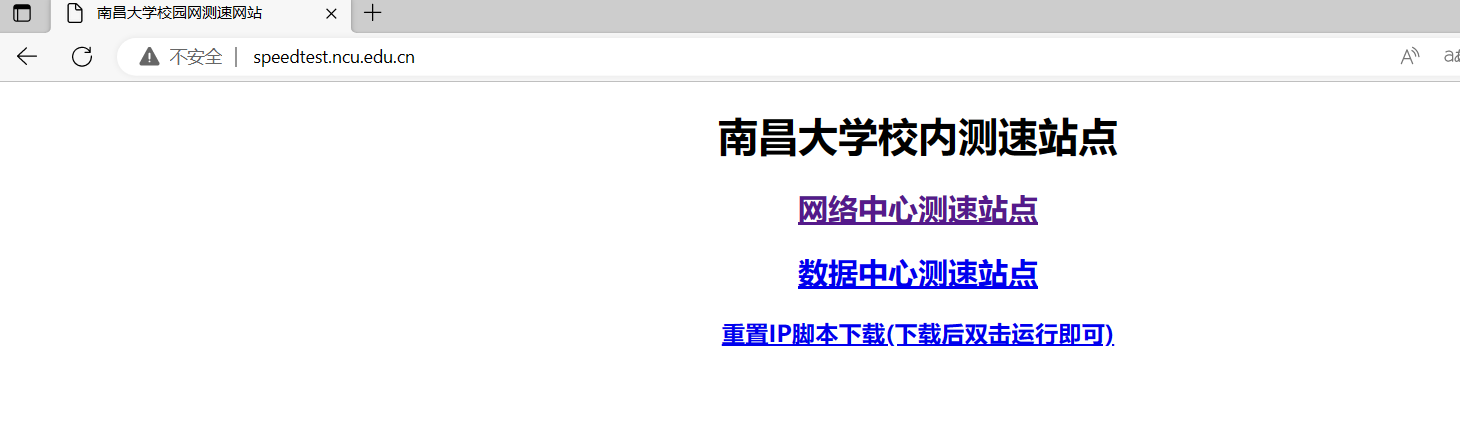 南昌大学校园网测速网站
不安全 | speedtest.ncu.edu.cn
南昌大学校内测速站点
网络中心测速站点
数据中心测速站点
重置IP脚本下载(下载后双击运行即可)